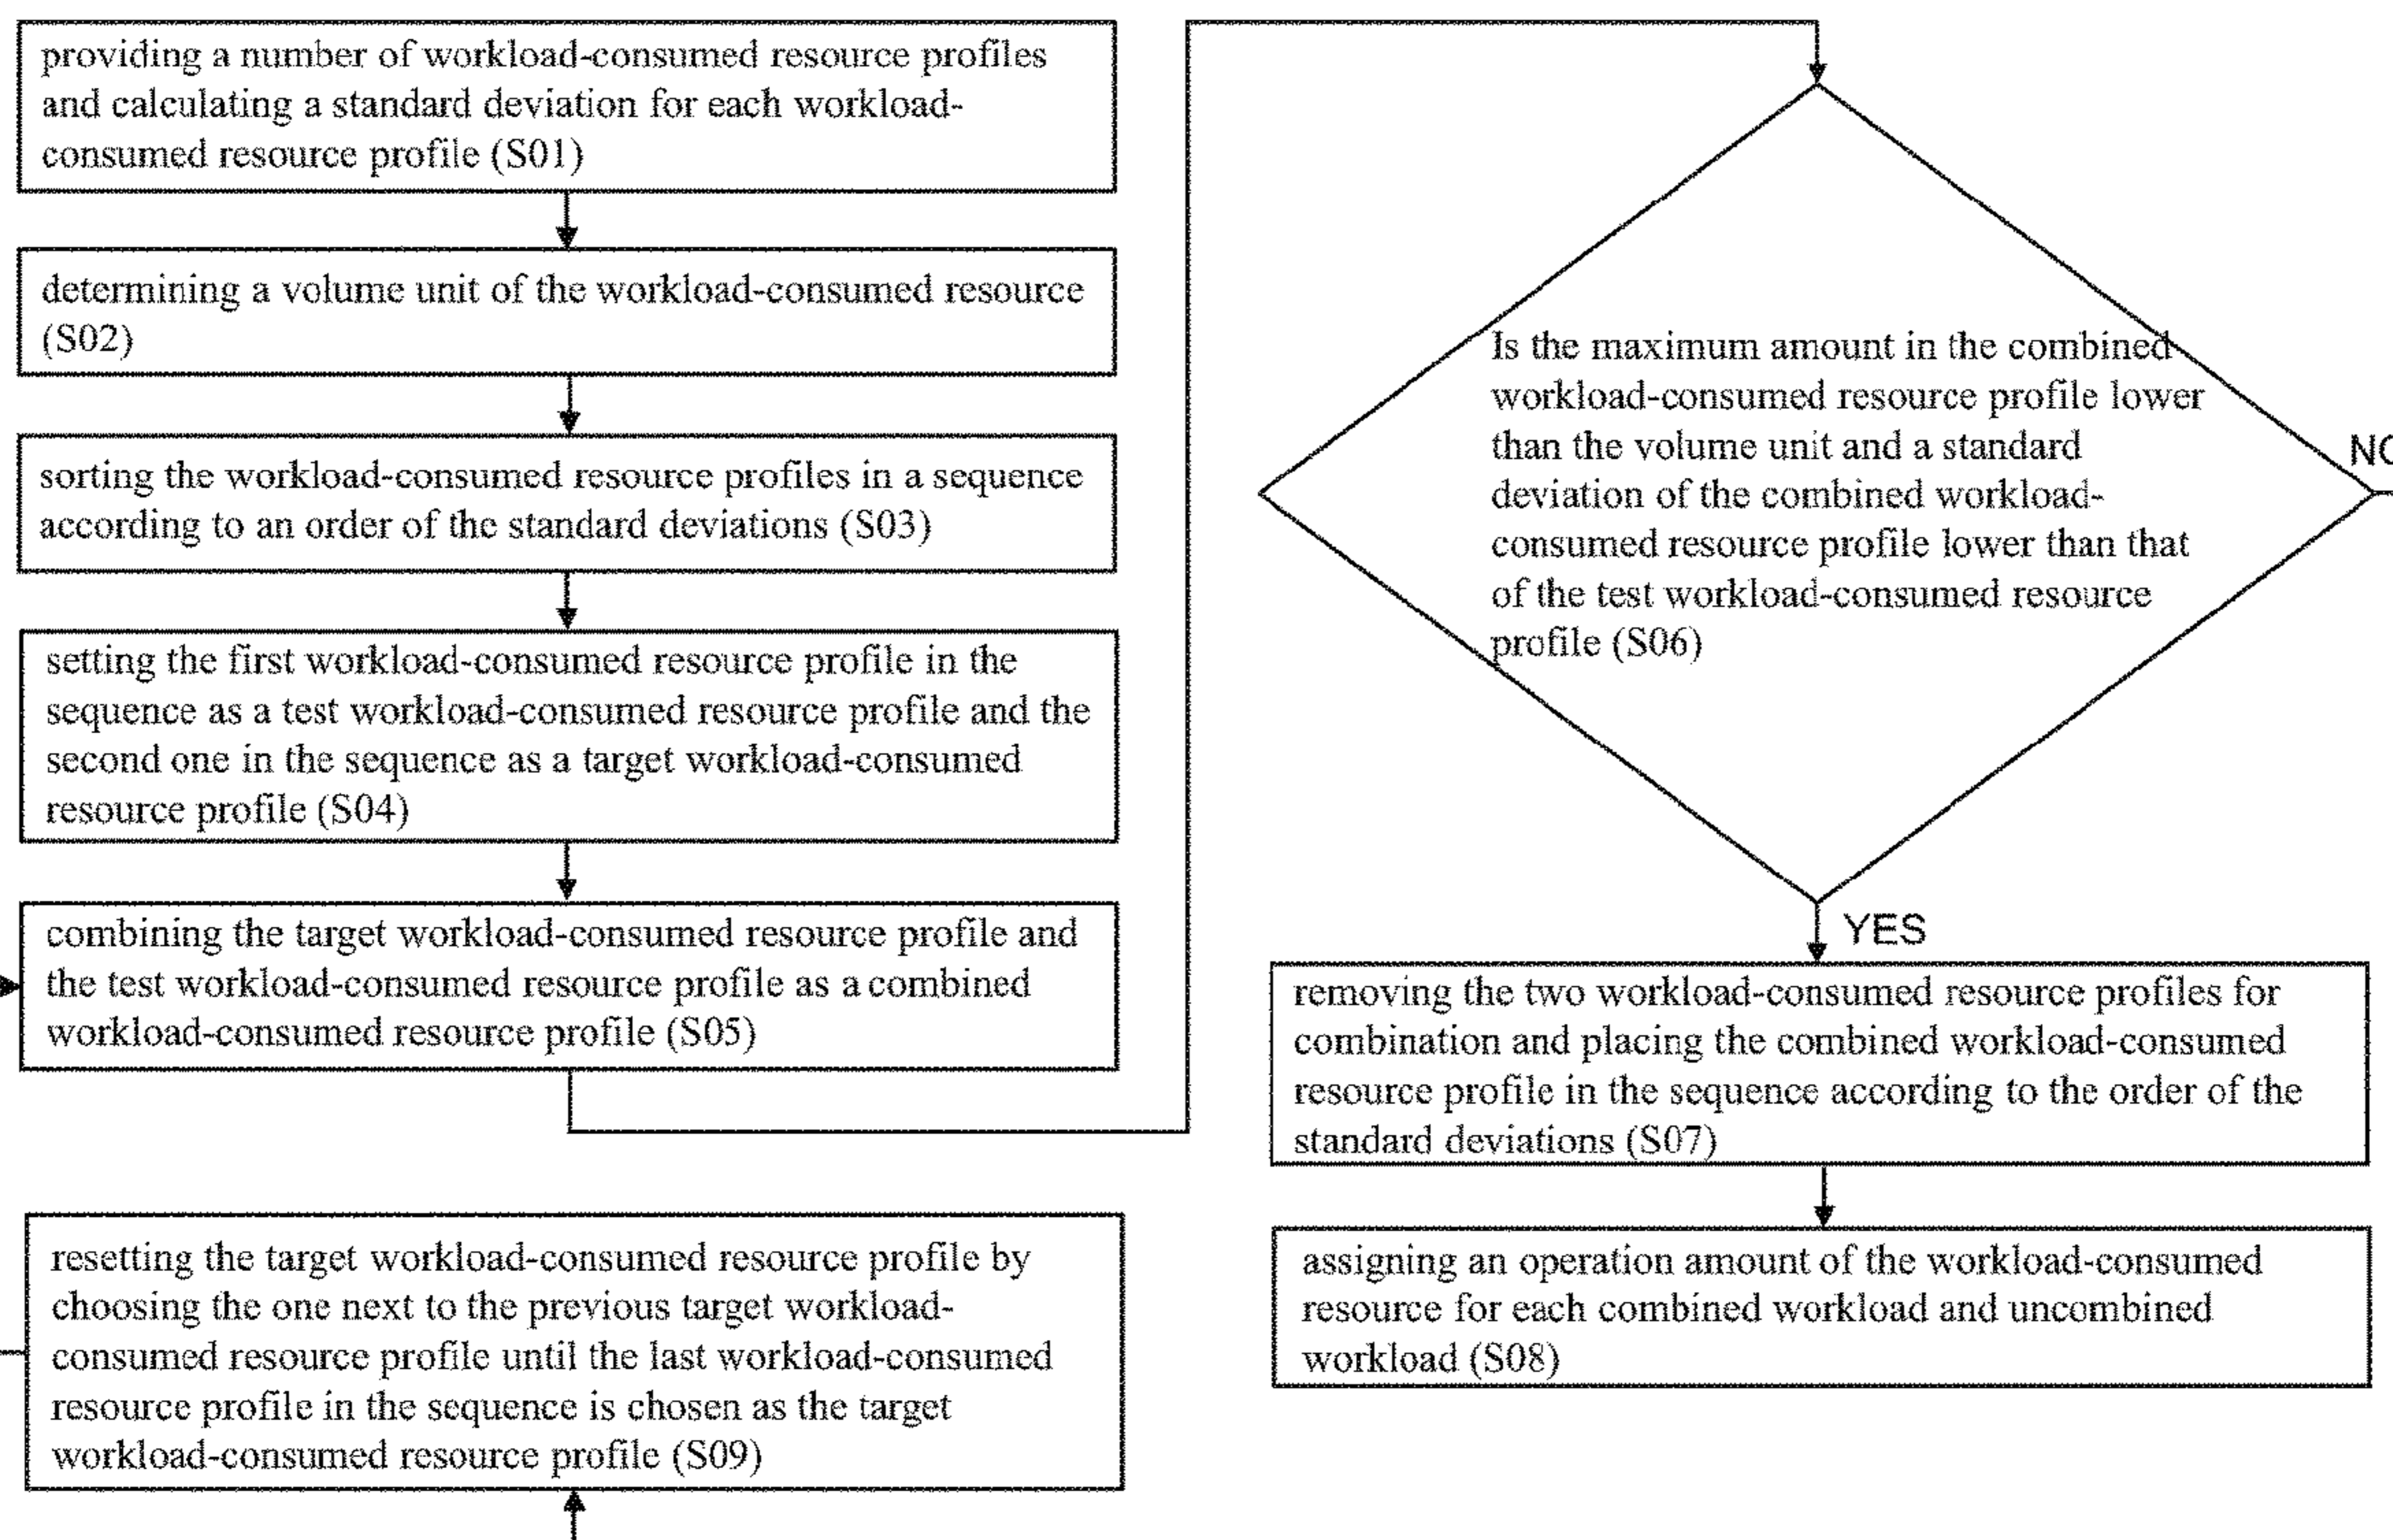 providing a number of workload-consumed resource profiles
and calculating a standard deviation for each workload-
consumed resource profile (S01)
determining a volume unit of the workload-consumed resource
(S02)
sorting the workload-consumed resource profiles in a sequence
according to an order of the standard deviations (S03)
setting the first workload-consumed resource profile in the
sequence as a test workload-consumed resource profile and the
second one in the sequence as a target workload-consumed
resource profile (S04)
combining the target workload-consumed resource profile and
the test workload-consumed resource profile as a combined
workload-consumed resource profile (S05)
resetting the target workload-consumed resource profile by
choosing the one next to the previous target workload-
consumed resource profile until the last workload-consumed
resource profile in the sequence is chosen as the target
workload-consumed resource profile (S09)
Is the maximum amount in the combined
workload-consumed resource profile lower
than the volume unit and a standard
deviation of the combined workload-
consumed resource profile lower than that
of the test workload-consumed resource
profile (S06)
NO
YES
removing the two workload-consumed resource profiles for
combination and placing the combined workload-consumed
resource profile in the sequence according to the order of the
standard deviations (S07)
assigning an operation amount of the workload-consumed
resource for each combined workload and uncombined
workload (S08)